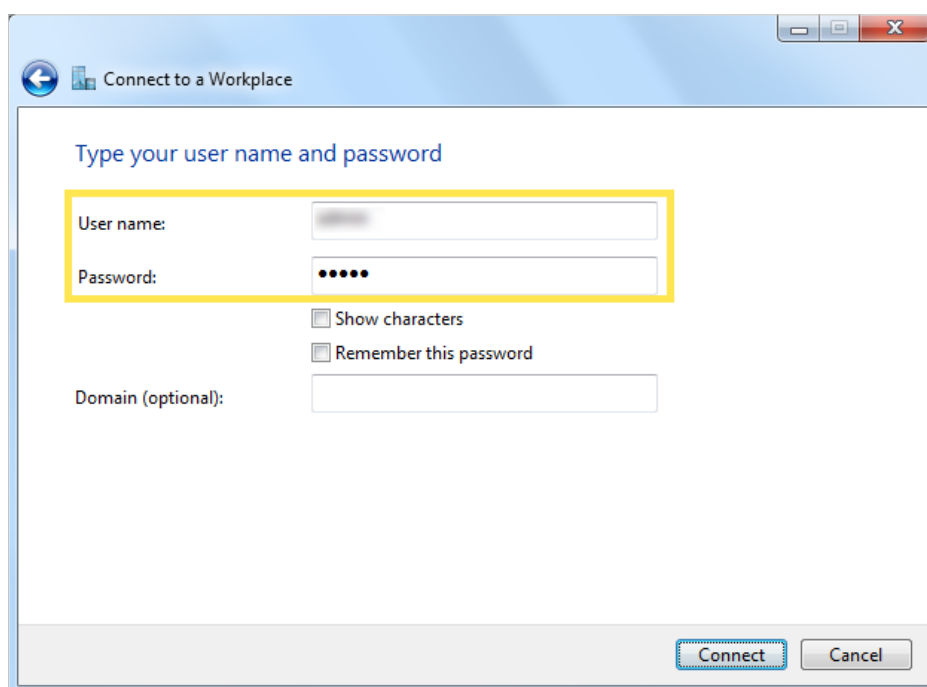 Connect to a Workplace
Type your user name and password
User name:
Password: •••••
Show characters
Remember this password
Domain (optional):
Connect Cancel